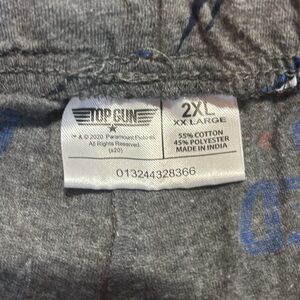 TOP GUN
™ & © 2020 Paramount Pictures
All Rights Reserved.
(s20)
2XL
XX LARGE
55% COTTON
45% POLYESTER
MADE IN INDIA
013244328366